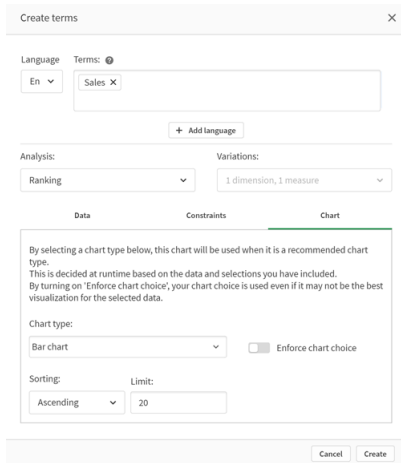 Create terms
Language Terms:
En Sales
+ Add language
Analysis: Variations:
Ranking 1 dimension, 1 measure
Data Constraints Chart
By selecting a chart type below, this chart will be used when it is a recommended chart
type.
This is decided at runtime based on the data and selections you have included.
By turning on 'Enforce chart choice', your chart choice is used even if it may not be the best
visualization for the selected data.
Chart type:
Bar chart Enforce chart choice
Sorting: Limit:
Ascending 20
Cancel Create